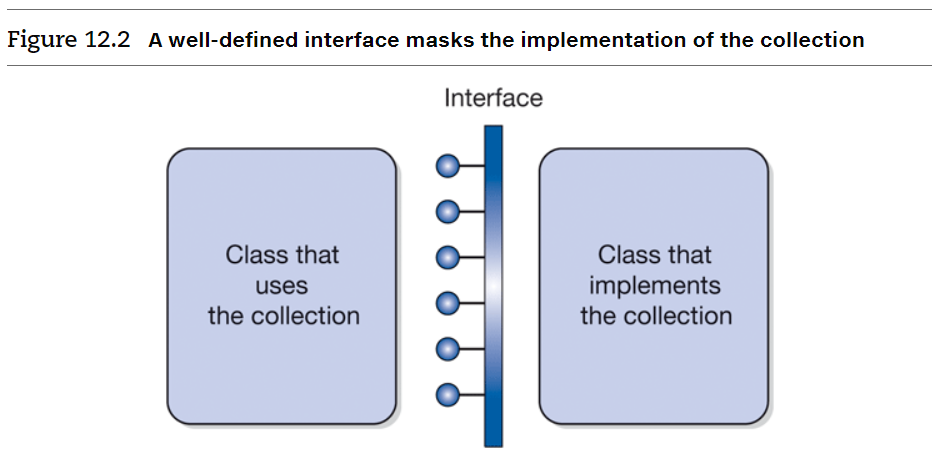 Figure 12.2 A well-defined interface masks the implementation of the collection
Interface
Class that
uses
the collection
Class that
implements
the collection